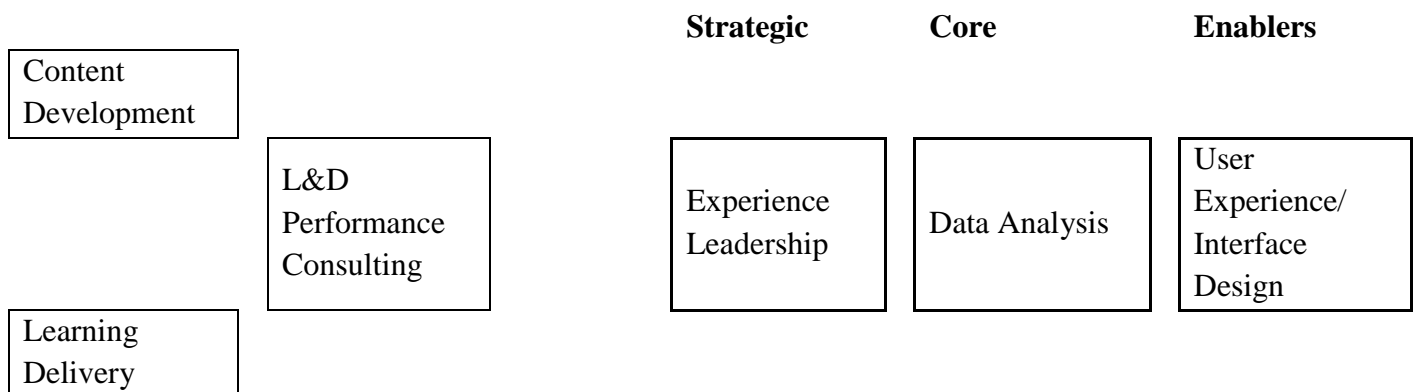 Strategic Core Enablers
Content
Development
L&D
Performance
Consulting
Experience
Leadership
Data Analysis
User
Experience/
Interface
Design
Learning
Delivery